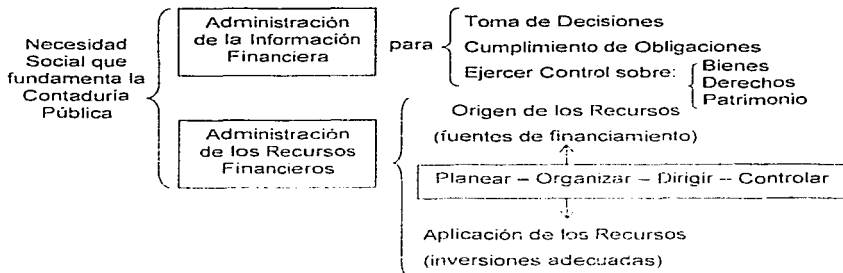 Necesidad
Social que
fundamenta la
Contaduría
Pública
Administración
de la Información
Financiera
para
Toma de Decisiones
Cumplimiento de Obligaciones
Ejercer Control sobre:
Bienes
Derechos
Patrimonio
Administración
de los Recursos
Financieros
Origen de los Recursos
(fuentes de financiamiento)
Planear – Organizar – Dirigir – Controlar
Aplicación de los Recursos
(inversiones adecuadas)